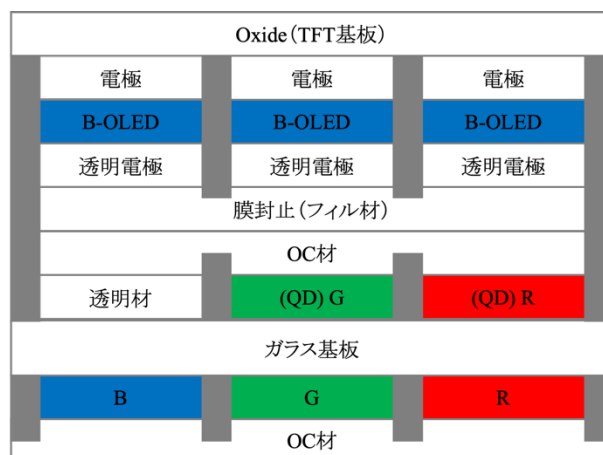 Oxide（TFT基板）
電極 電極 電極
B-OLED B-OLED B-OLED
透明電極 透明電極 透明電極
膜封止（フィル材）
OC材
透明材 (QD) G (QD) R
ガラス基板
B G R
OC材